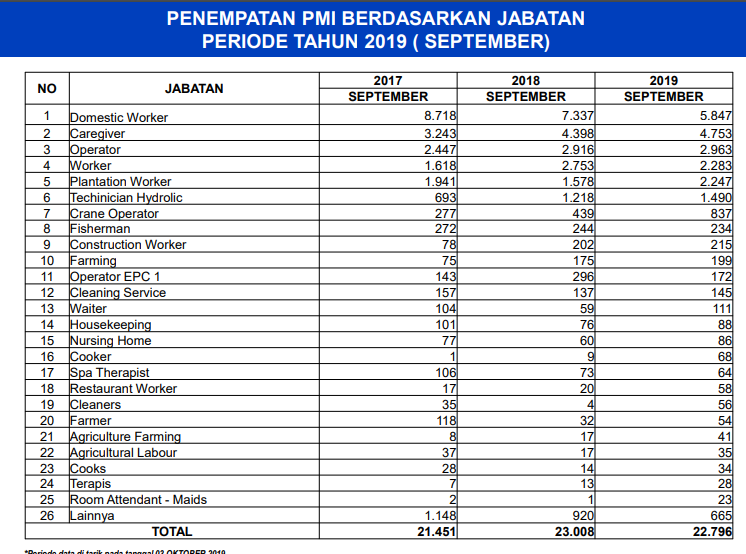 PENEMPATAN PMI BERDASARKAN JABATAN
PERIODE TAHUN 2019 ( SEPTEMBER)
NO JABATAN 2017 2018 2019
SEPTEMBER SEPTEMBER SEPTEMBER
1 Domestic Worker 8.718 7.337 5.847
2 Caregiver 3.243 4.398 4.753
3 Operator 2.447 2.916 2.963
4 Worker 1.618 2.753 2.283
5 Plantation Worker 1.941 1.578 2.247
6 Techinician Hydrolic 693 1.218 1.490
7 Crane Operator 277 439 837
8 Fisherman 272 244 234
9 Construction Worker 78 202 215
10 Farming 75 175 199
11 Operator EPC 1 143 296 172
12 Cleaning Service 157 137 145
13 Waiter 104 59 111
14 Housekeeping 101 76 88
15 Nursing Home 77 60 86
16 Cooker 1 9 68
17 Spa Therapist 106 73 64
18 Restaurant Worker 17 20 58
19 Cleaners 35 4 56
20 Farmer 118 32 54
21 Agriculture Farming 8 17 41
22 Agricultural Labour 37 17 35
23 Cooks 28 14 34
24 Terapis 7 13 28
25 Room Attendant - Maids 2 1 23
26 Lainnya 1.148 920 665
TOTAL 21.451 23.008 22.796
*Periode data di tarik pada tanggal 03 OKTOBER 2019